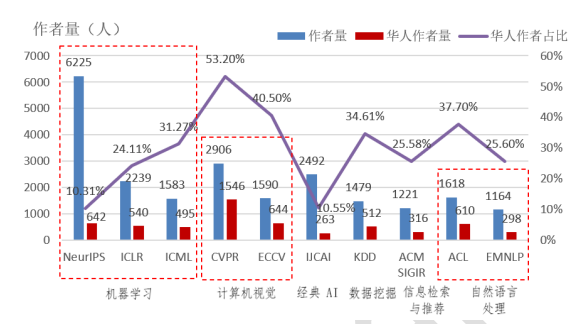 作者量（人）
作者量 华人作者量 华人作者占比
7000 6000 5000 4000 3000 2000 1000 0
60% 50% 40% 30% 20% 10% 0%
6225 2239 1583 2906 1590 2492 1479 1221 1618 1164
642 540 495 1546 644 263 512 316 610 298
10.31% 24.11% 31.27% 53.20% 40.50% 10.55% 34.61% 25.58% 37.70% 25.60%
NeurIPS ICLR ICML CVPR ECCV IJCAI KDD ACM ACL EMNLP
SIGIR
机器学习 计算机视觉 经典 AI 数据挖掘 信息检索 自然语言
与推荐 处理